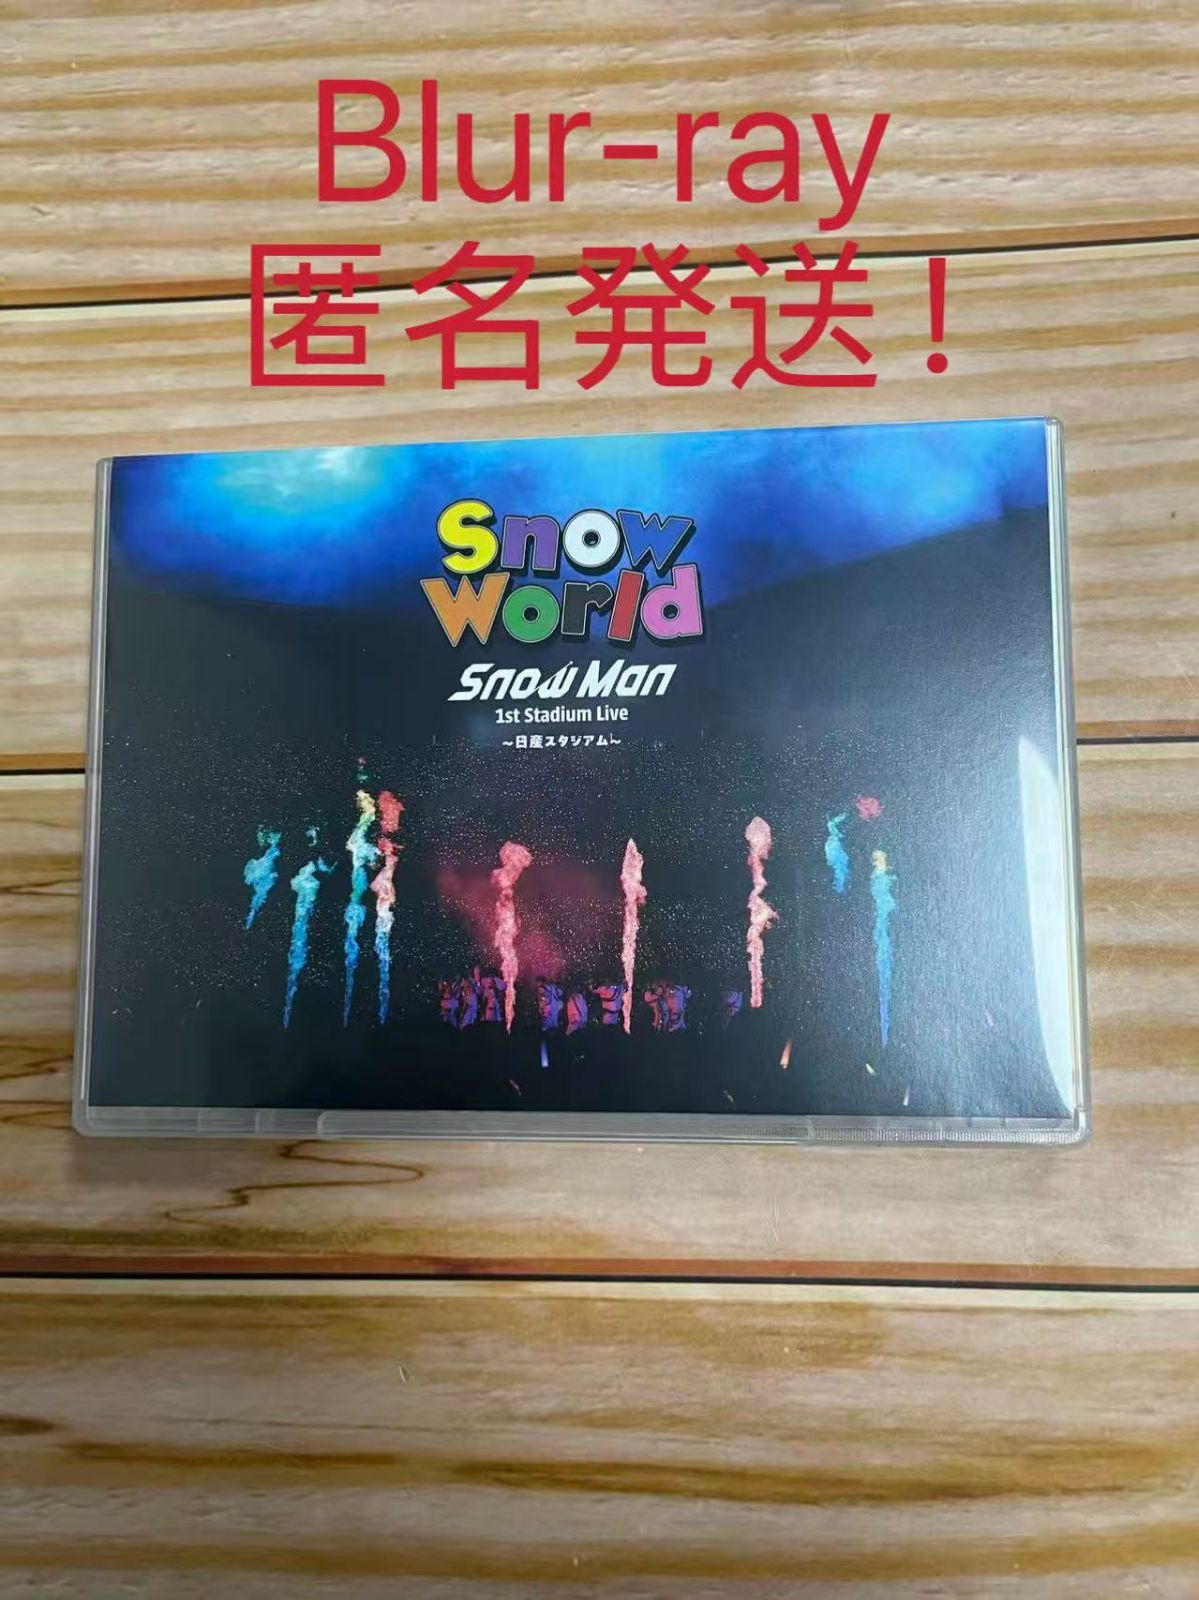 Blur-ray
匿名発送！
Snow
World
Snow Man
1st Stadium Live
～日産スタジアム～